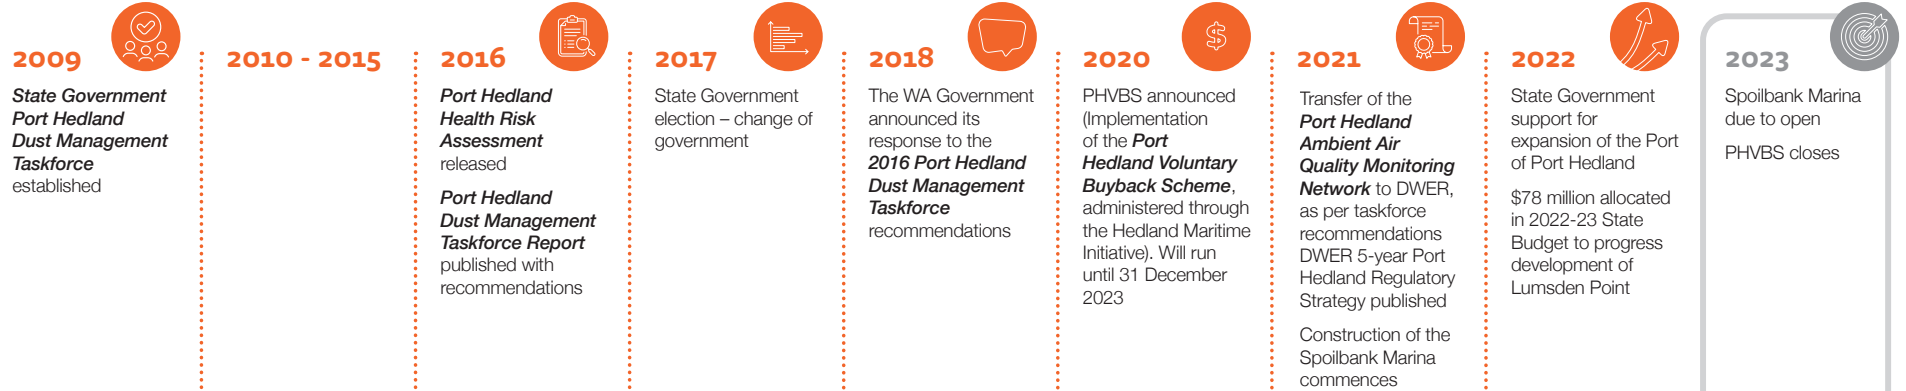 2009
State Government
Port Hedland
Dust Management
Taskforce
established
2010 - 2015
2016
Port Hedland
Health Risk
Assessment
released
Port Hedland
Dust Management
Taskforce Report
published with
recommendations
2017
State Government
election – change of
government
2018
The WA Government
announced its
response to the
2016 Port Hedland
Dust Management
Taskforce
recommendations
2020
PHVBS announced
(Implementation
of the Port
Hedland Voluntary
Buyback Scheme,
administered through
the Hedland Maritime
Initiative). Will run
until 31 December
2023
2021
Transfer of the
Port Hedland
Ambient Air
Quality Monitoring
Network to DWER,
as per taskforce
recommendations
DWER 5-year Port
Hedland Regulatory
Strategy published
Construction of the
Spoilbank Marina
commences
2022
State Government
support for
expansion of the Port
of Port Hedland
$78 million allocated
in 2022-23 State
Budget to progress
development of
Lumsden Point
2023
Spoilbank Marina
due to open
PHVBS closes